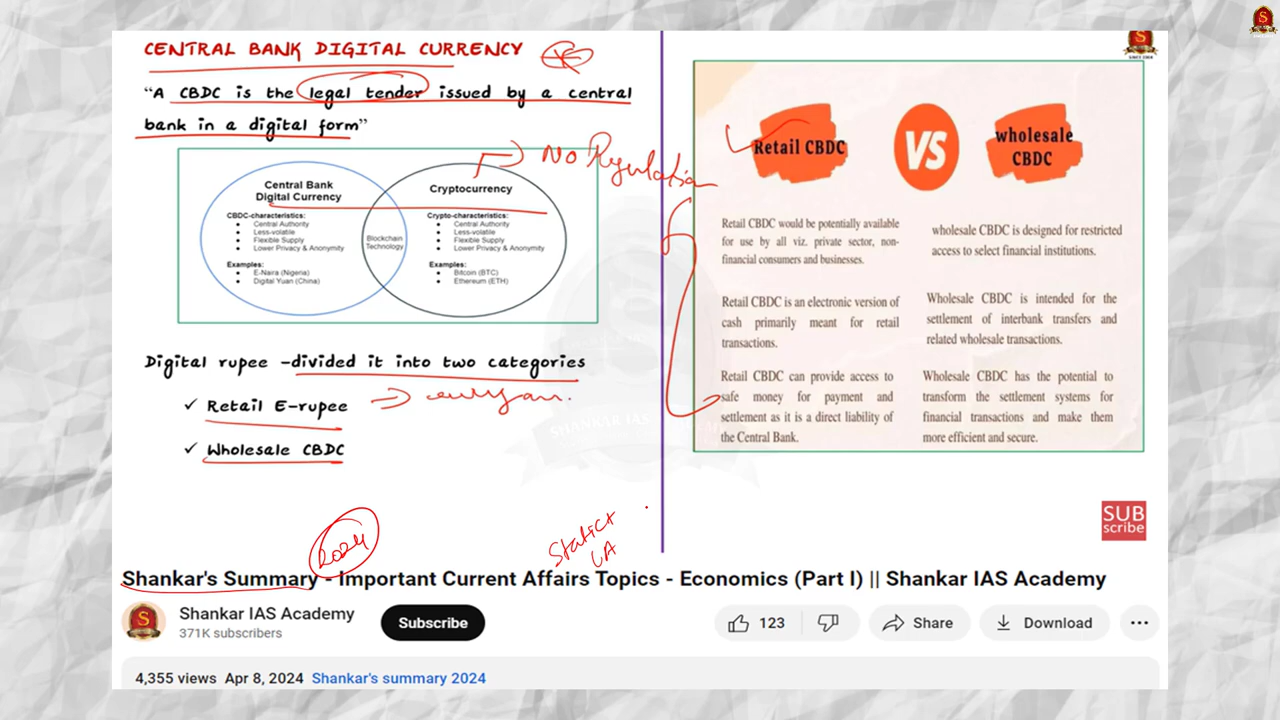 CENTRAL BANK DIGITAL CURRENCY
“A CBDC is the legal tender issued by a central
bank in a digital form”
No Regulation
Central Bank
Digital Currency
CBDC-characteristics:
Central Authority
Less-volatile
Flexible Supply
Lower Privacy & Anonymity
Examples:
E-Naira (Nigeria)
Digital Yuan (China)
Blockchain
Technology
Cryptocurrency
Crypto-characteristics:
Central Authority
Less-volatile
Flexible Supply
Lower Privacy & Anonymity
Examples:
Bitcoin (BTC)
Ethereum (ETH)
Digital rupee -divided it into two categories
✓ Retail E-rupee
✓ Wholesale CBDC
Retail CBDC
VS
wholesale
CBDC
Retail CBDC would be potentially available
for use by all viz. private sector, non-
financial consumers and businesses.
wholesale CBDC is designed for restricted
access to select financial institutions.
Retail CBDC is an electronic version of
cash primarily meant for retail
transactions.
Wholesale CBDC is intended for the
settlement of interbank transfers and
related wholesale transactions.
Retail CBDC can provide access to
safe money for payment and
settlement as it is a direct liability of
the Central Bank.
Wholesale CBDC has the potential to
transform the settlement systems for
financial transactions and make them
more efficient and secure.
SHANKAR IAS
SUB
scribe
2024
Shankar's Summary - Important Current Affairs Topics - Economics (Part I) || Shankar IAS Academy
Shankar IAS Academy
371K subscribers
Subscribe
123
Share
Download
4,355 views Apr 8, 2024 Shankar's summary 2024